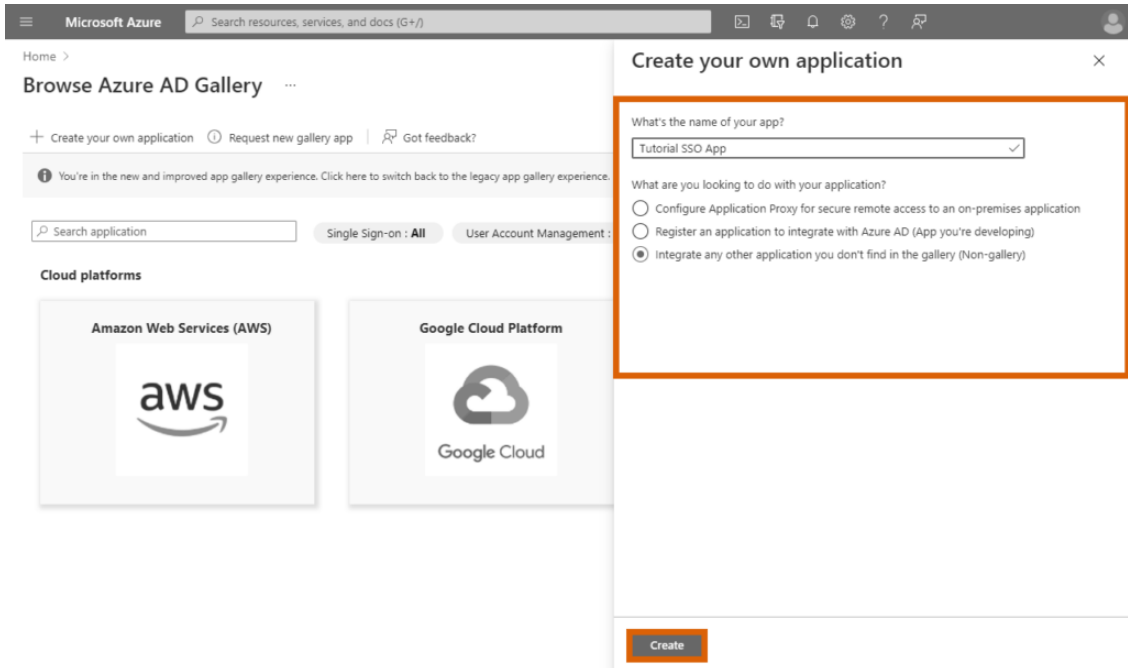 Microsoft Azure
Search resources, services, and docs (G+/)
Home >
Browse Azure AD Gallery ...
+ Create your own application
Request new gallery app
Got feedback?
You're in the new and improved app gallery experience. Click here to switch back to the legacy app gallery experience.
Search application
Single Sign-on : All
User Account Management :
Cloud platforms
Amazon Web Services (AWS)
aws
Google Cloud Platform
Google Cloud
Create your own application
What's the name of your app?
Tutorial SSO App
What are you looking to do with your application?
Configure Application Proxy for secure remote access to an on-premises application
Register an application to integrate with Azure AD (App you're developing)
Integrate any other application you don't find in the gallery (Non-gallery)
Create